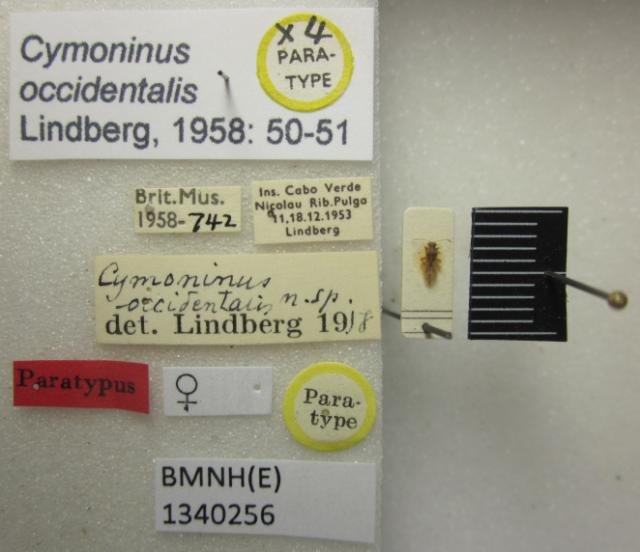 Cymoninus
occidentalis
Lindberg, 1958: 50-51
x 4
PARA-
TYPE
Brit.Mus.
1958-742
Ins. Cabo Verde
Nicolau Rib.Pulga
11,18.12.1953
Lindberg
Cymoninus
occidentalis n.sp.
det. Lindberg 19
Paratypus
♀
Para-
type
BMNH(E)
1340256